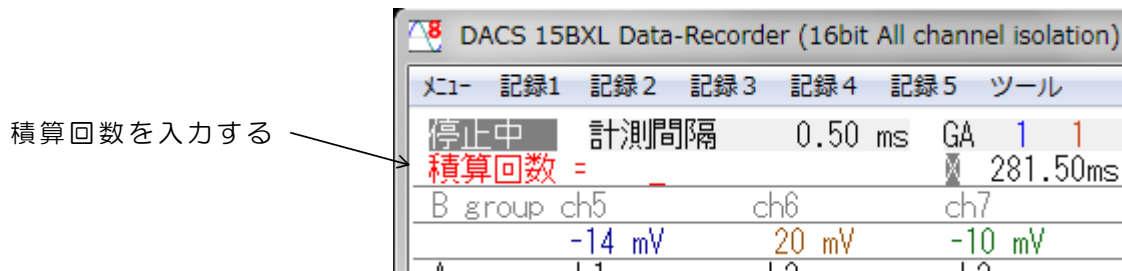 DACS 15BXL Data-Recorder (16bit All channel isolation)
ﾒﾆｭｰ 記録1 記録2 記録3 記録4 記録5 ツール
積算回数を入力する
停止中 計測間隔 0.50 ms GA 1 1
積算回数 = _ X 281.50ms
B group ch5 ch6 ch7
-14 mV 20 mV -10 mV